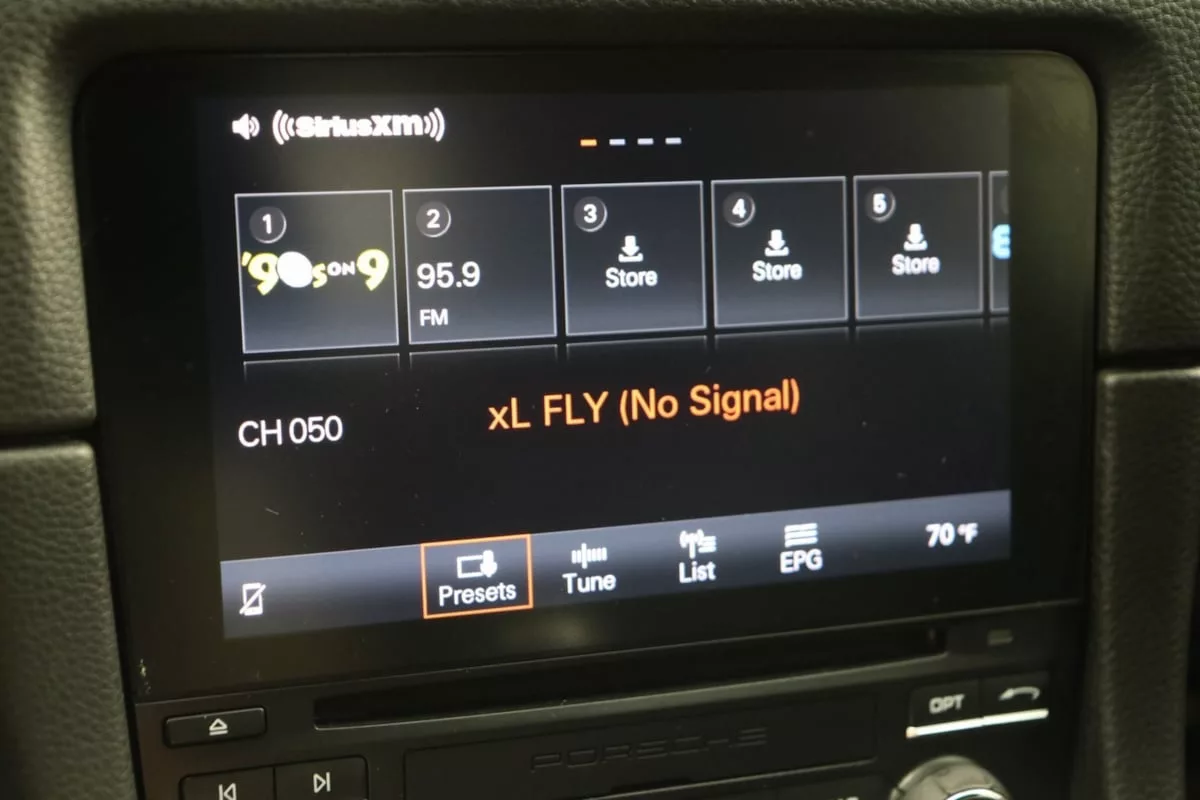 ((SiriusXM))
1
'90s ON 9
2
95.9
FM
3
Store
4
Store
5
Store
CH 050
xL FLY (No Signal)
Presets
Tune
List
EPG
70 °F
OPT
PORSCHE